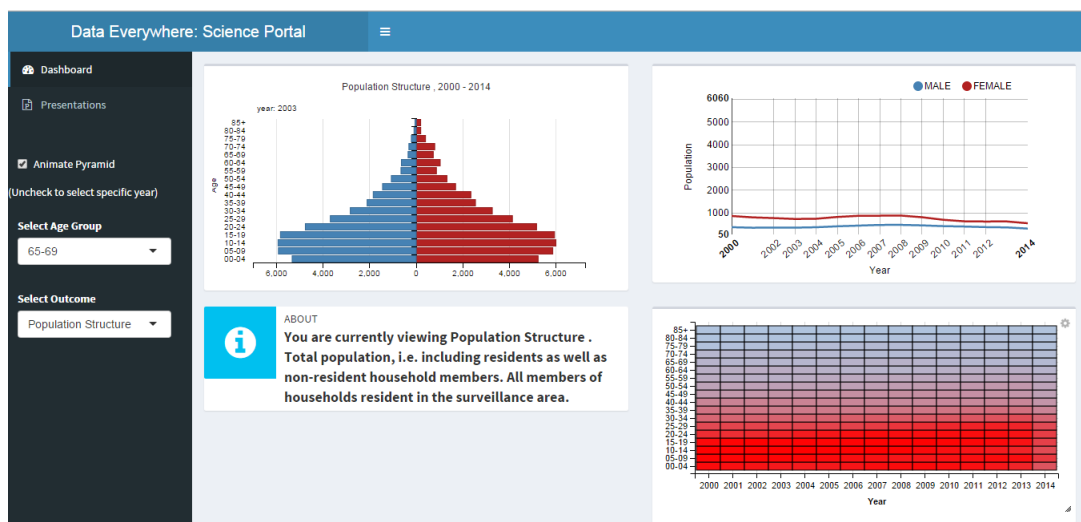 Data Everywhere: Science Portal
Dashboard
Presentations
Animate Pyramid
(Uncheck to select specific year)
Select Age Group
65-69
Select Outcome
Population Structure
Population Structure , 2000 - 2014
year: 2003
Age
85+
80-84
75-79
70-74
65-69
60-64
55-59
50-54
45-49
40-44
35-39
30-34
25-29
20-24
15-19
10-14
05-09
00-04
6,000 4,000 2,000 0 2,000 4,000 6,000
MALE FEMALE
Population
6060
5000
4000
3000
2000
1000
50
2000 2002 2003 2004 2005 2006 2007 2008 2009 2010 2011 2012 2014
Year
ABOUT
You are currently viewing Population Structure .
Total population, i.e. including residents as well as
non-resident household members. All members of
households resident in the surveillance area.
85+
80-84
75-79
70-74
65-69
60-64
55-59
50-54
45-49
40-44
35-39
30-34
25-29
20-24
15-19
10-14
05-09
00-04
2000 2001 2002 2003 2004 2005 2006 2007 2008 2009 2010 2011 2012 2013 2014
Year